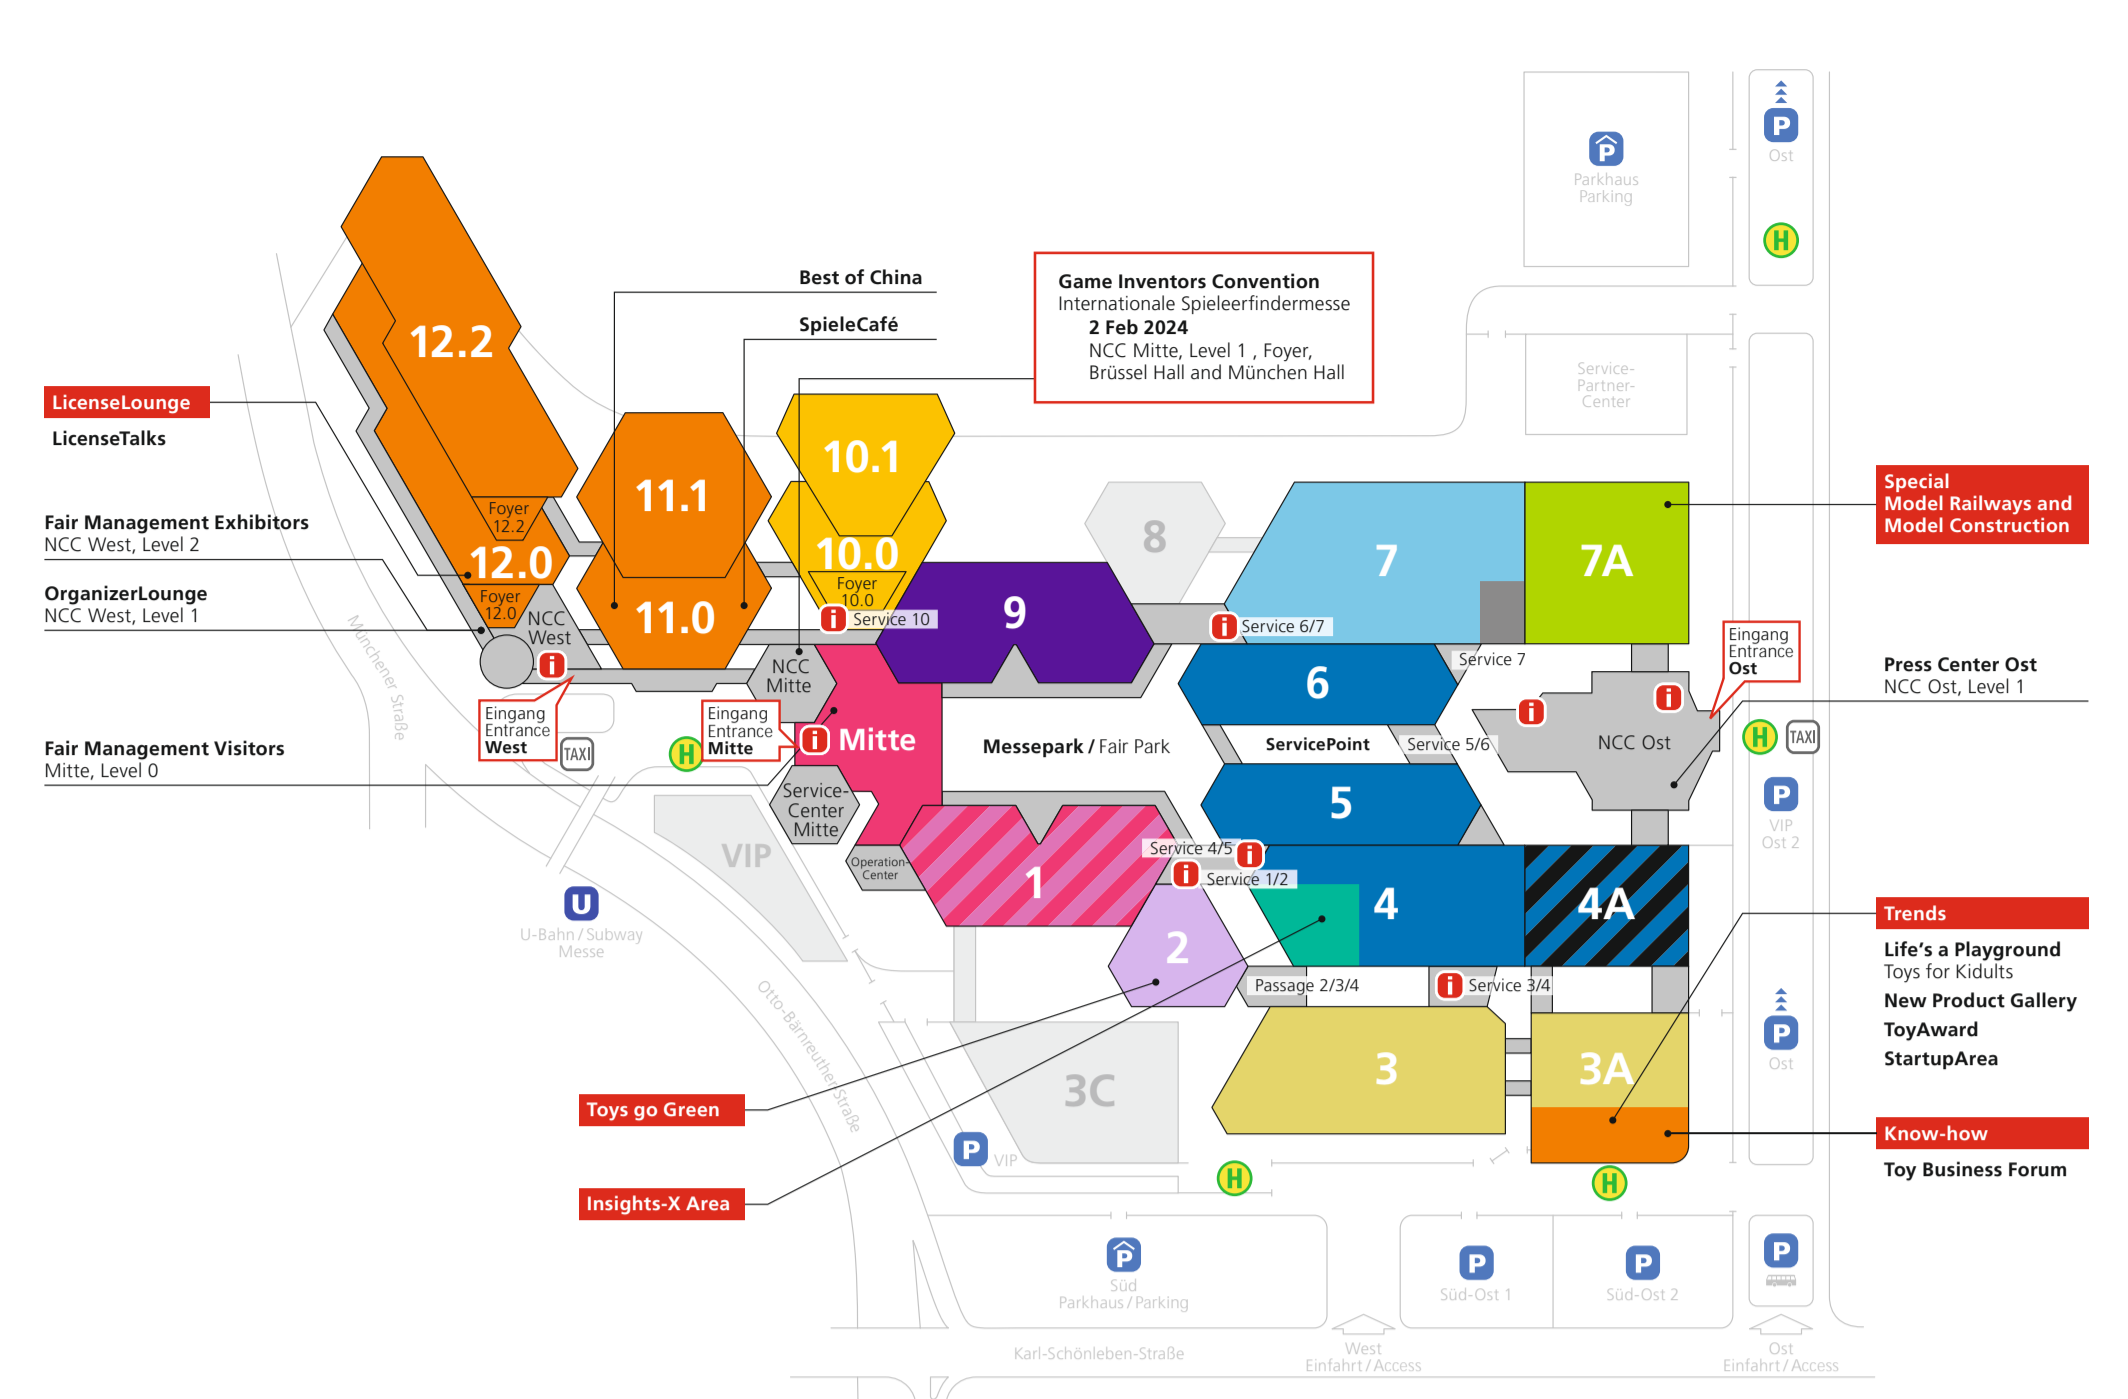 P
Ost
P
Parkhaus
Parking
H
Service-
Partner-
Center
Best of China
SpieleCafé
Game Inventors Convention
Internationale Spieleerfindermesse
2 Feb 2024
NCC Mitte, Level 1 , Foyer,
Brüssel Hall and München Hall
12.2
LicenseLounge
LicenseTalks
11.1
10.1
8
7
7A
Special
Model Railways and
Model Construction
Fair Management Exhibitors
NCC West, Level 2
OrganizerLounge
NCC West, Level 1
Foyer
12.2
12.0
Foyer
12.0
NCC
West
i
11.0
10.0
Foyer
10.0
i
Service 10
9
i
Service 6/7
Service 7
6
Eingang
Entrance
Ost
Press Center Ost
NCC Ost, Level 1
Münchener Straße
Eingang
Entrance
West
TAXI
H
NCC
Mitte
Eingang
Entrance
Mitte
i
Mitte
Messepark / Fair Park
ServicePoint
Service 5/6
i
i
NCC Ost
H
TAXI
Fair Management Visitors
Mitte, Level 0
Service-
Center
Mitte
5
P
VIP
Ost 2
VIP
Operation-
Center
1
Service 4/5
i
i
Service 1/2
4
4A
U
U-Bahn / Subway
Messe
2
Passage 2/3/4
i
Service 3/4
Trends
Life's a Playground
Toys for Kidults
New Product Gallery
ToyAward
StartupArea
P
Ost
Otto-Bärnreuther-Straße
3C
3
3A
Toys go Green
Know-how
Toy Business Forum
P
VIP
H
H
Insights-X Area
P
Süd
Parkhaus / Parking
P
Süd-Ost 1
P
Süd-Ost 2
P
Karl-Schönleben-Straße
West
Einfahrt / Access
Ost
Einfahrt / Access